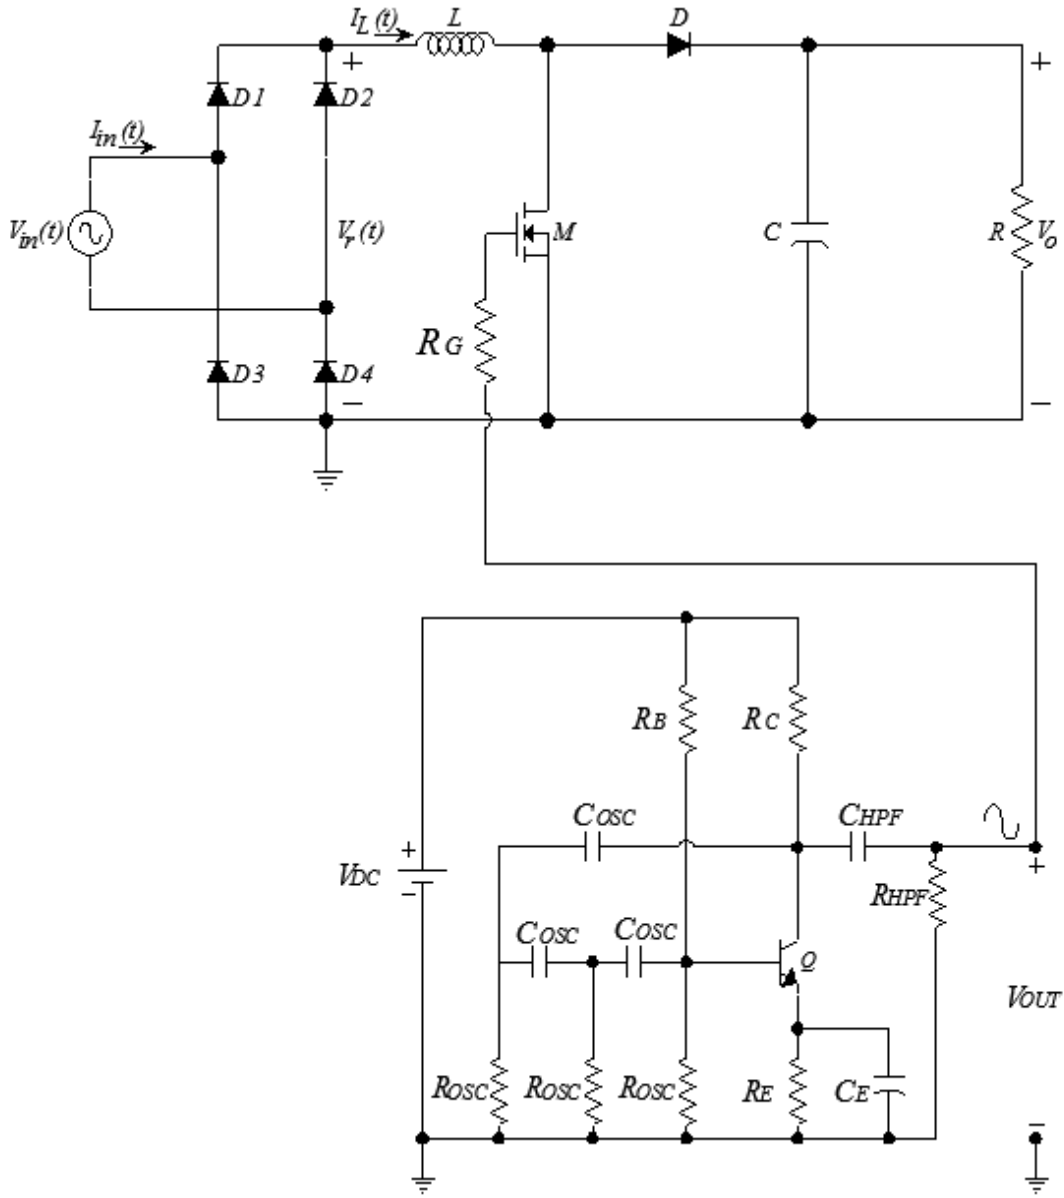 I_L(t) L D
+ +
D1 D2
I_in(t)
V_in(t) V_r(t) M C R V_o
R_G
D3 D4
− −
R_B R_C
C_OSC C_HPF
+ +
V_DC R_HPF
−
C_OSC C_OSC
Q
V_OUT
R_OSC R_OSC R_OSC R_E C_E
−